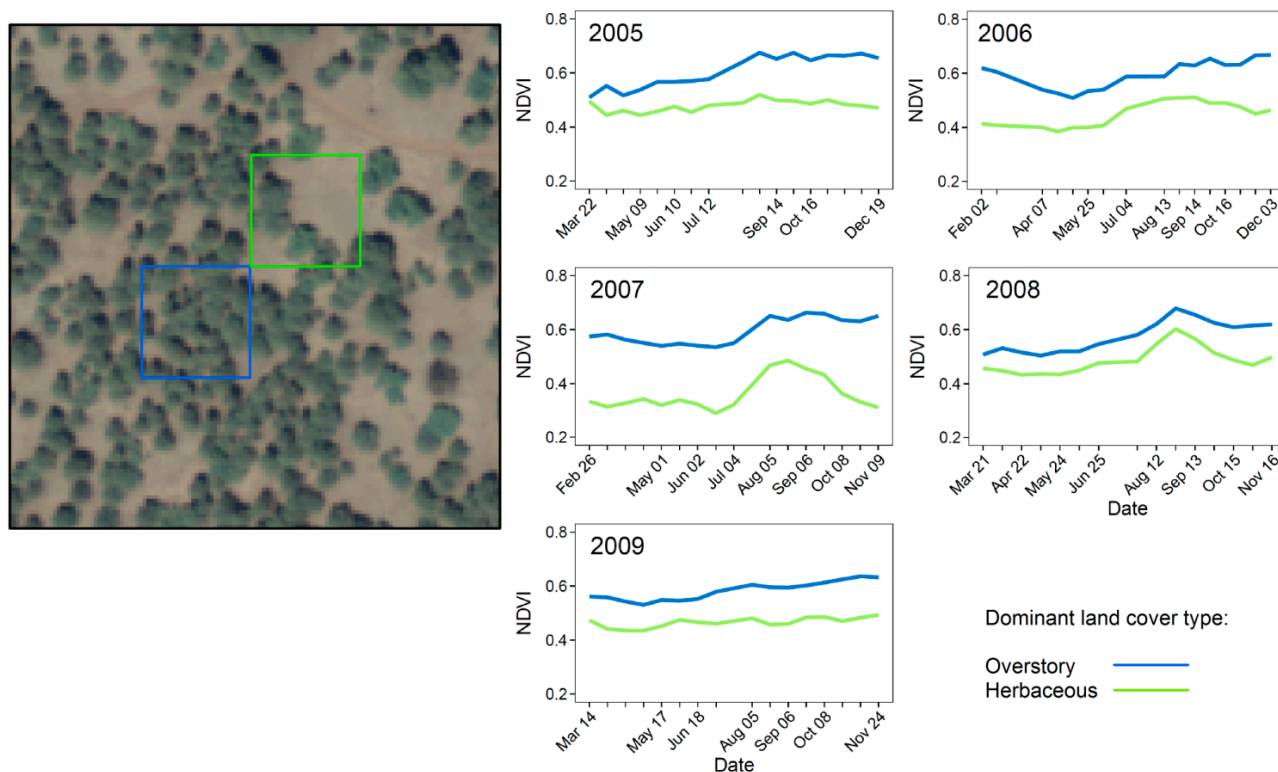 2005
NDVI
0.8
0.6
0.4
0.2
Mar 22
May 09
Jun 10
Jul 12
Sep 14
Oct 16
Dec 19
2006
NDVI
0.8
0.6
0.4
0.2
Feb 02
Apr 07
May 25
Jul 04
Aug 13
Sep 14
Oct 16
Dec 03
2007
NDVI
0.8
0.6
0.4
0.2
Feb 26
May 01
Jun 02
Jul 04
Aug 05
Sep 06
Oct 08
Nov 09
2008
NDVI
0.8
0.6
0.4
0.2
Mar 21
Apr 22
May 24
Jun 25
Aug 12
Sep 13
Oct 15
Nov 16
Date
2009
NDVI
0.8
0.6
0.4
0.2
Mar 14
May 17
Jun 18
Aug 05
Sep 06
Oct 08
Nov 24
Date
Dominant land cover type:
Overstory
Herbaceous